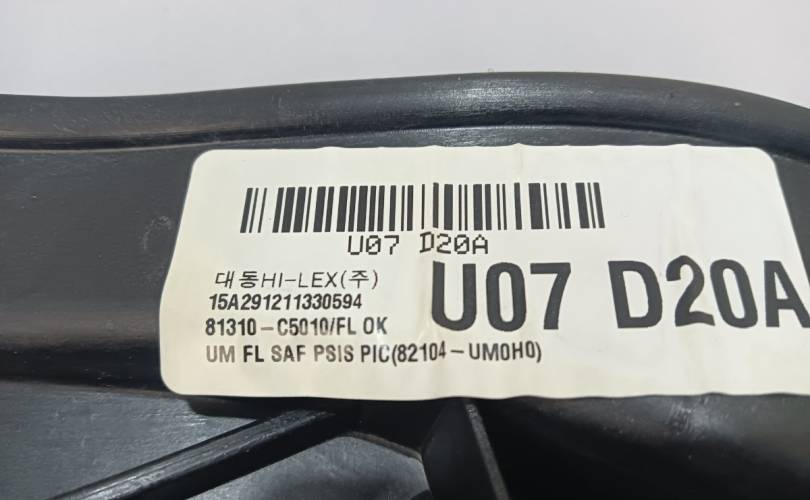 U07 D20A
대동HI-LEX(주)
15A291211330594
81310-C5010/FL OK
UM FL SAF PSIS PIC(82104-UM0H0)
U07 D20A